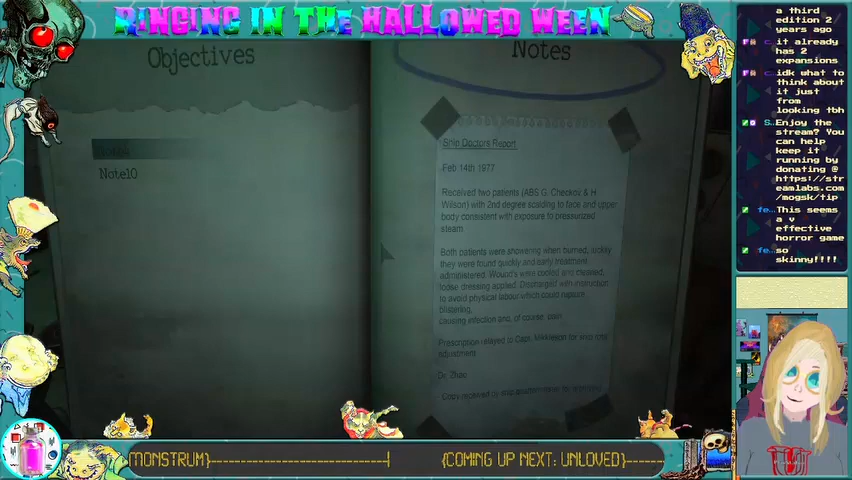 RINGING IN THE HALLOWED WEEN
Objectives
Note10
Notes
Ship Doctors Report
Feb 14th 1977
Received two patients (ABS G. Checkov & H
Wilson) with 2nd degree scalding to face and upper
body consistent with exposure to pressurized
steam
Both patients were showering when burned, luckily
they were found quickly and early treatment
administered. Wounds were cooled and cleaned,
loose dressing applied. Discharged with instruction
to avoid physical labour which could rupture
blistering,
causing infection and, of course, pain.
Prescription relayed to Capt. Mikkleson for
adjustment.
Dr. Zhao
Copy received by
a third
edition 2
years ago
it already
has 2
expansions
idk what to
think about
it just
from
looking tbh
S...Enjoy the
stream? You
can help
keep it
running by
donating @
https://str
eamlabs.com
/mogsk/tip
fe...This seems
a v
effective
horror game
fe...so
skinny!!!!
MONSTRUM}
{COMING UP NEXT: UNLOVED}